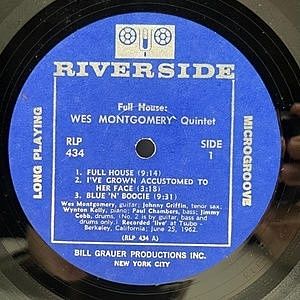 RIVERSIDE
Full House:
WES MONTGOMERY Quintet
RLP
434
SIDE
1
LONG PLAYING
MICROGROOVE
1. FULL HOUSE (9:14)
2. I'VE GROWN ACCUSTOMED TO
HER FACE (3:18)
3. BLUE 'N' BOOGIE (9:31)
Wes Montgomery, guitar; Johnny Griffin, tenor sax;
Wynton Kelly, piano; Paul Chambers, bass; Jimmy
Cobb, drums. (No. 2 is by guitar, bass and
drums only.) Recorded 'live' at Tsubo—
Berkeley, California; June 25, 1962.
(RLP 434 A)
BILL GRAUER PRODUCTIONS INC.
NEW YORK CITY